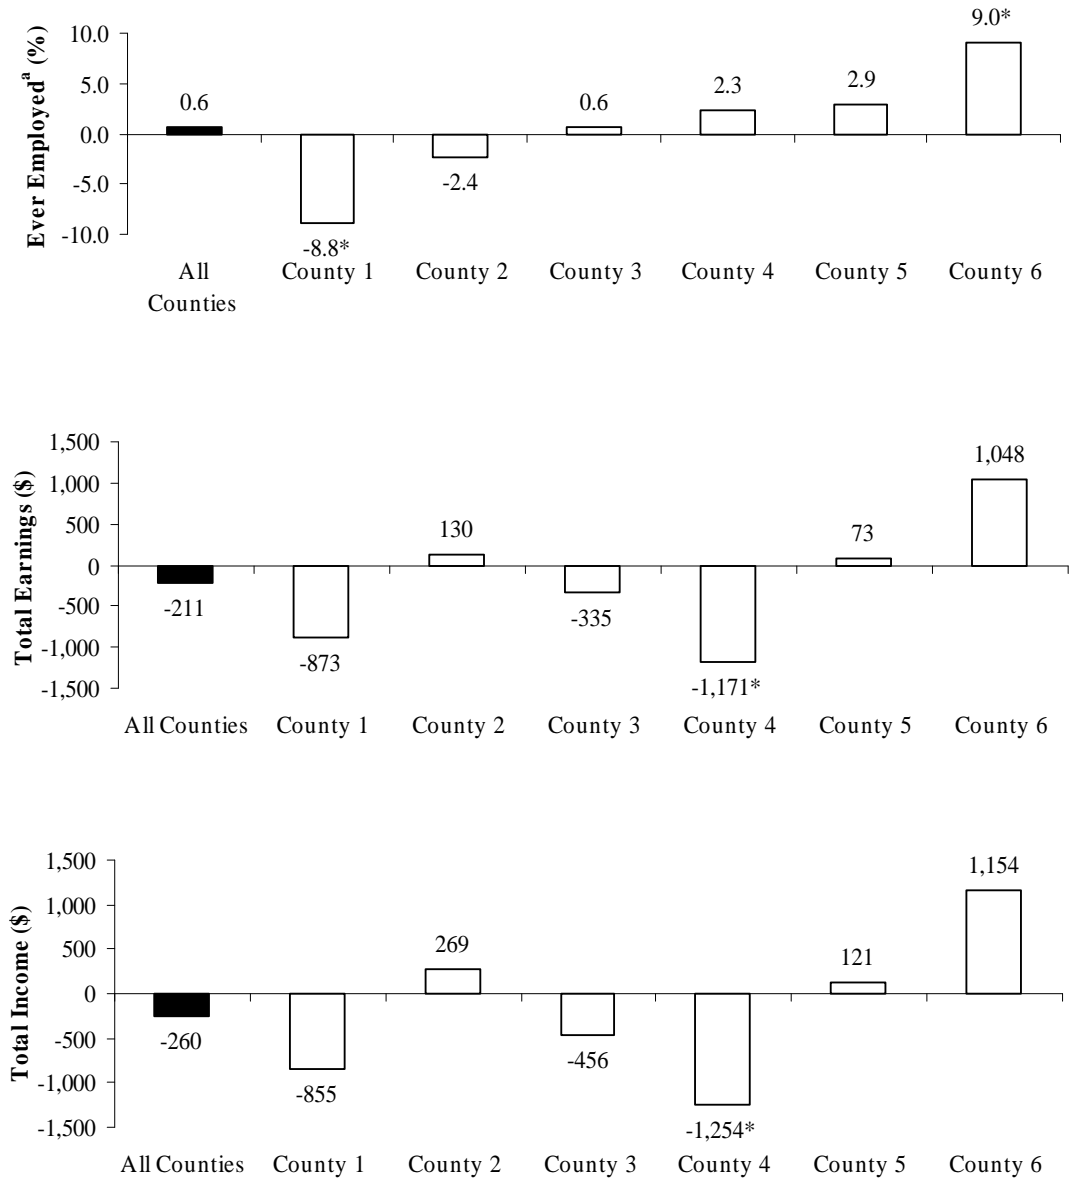 Ever Employedª (%)
10.0
5.0
0.0
-5.0
-10.0
0.6
-8.8*
-2.4
0.6
2.3
2.9
9.0*
All
Counties
County 1
County 2
County 3
County 4
County 5
County 6
Total Earnings ($)
1,500
1,000
500
0
-500
-1,000
-1,500
-211
-873
130
-335
-1,171*
73
1,048
All Counties
County 1
County 2
County 3
County 4
County 5
County 6
Total Income ($)
1,500
1,000
500
0
-500
-1,000
-1,500
-260
-855
269
-456
-1,254*
121
1,154
All Counties
County 1
County 2
County 3
County 4
County 5
County 6